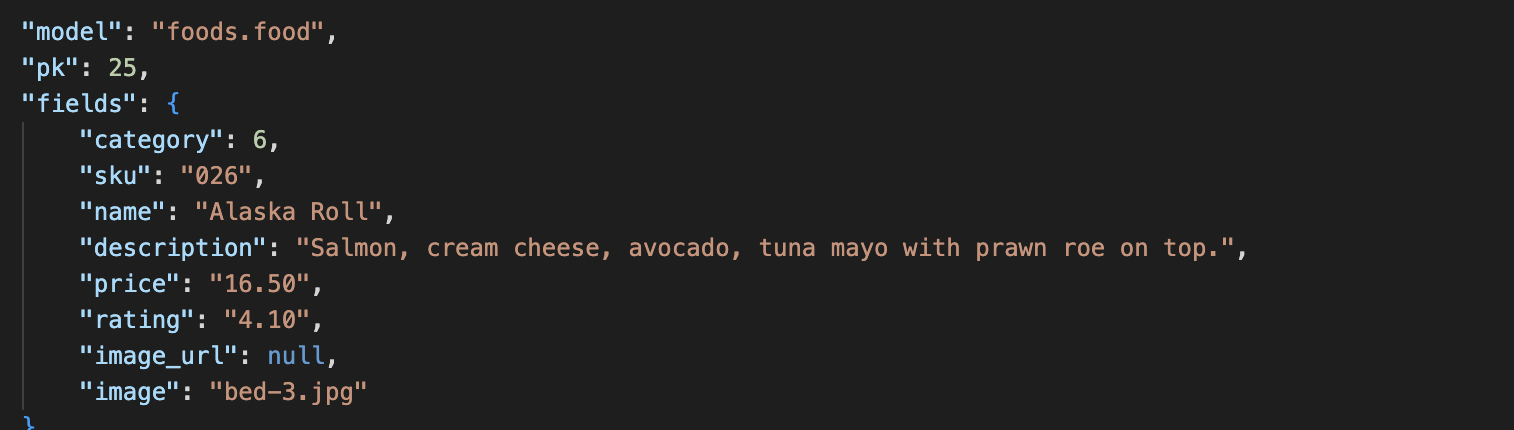 "model": "foods.food",
"pk": 25,
"fields": {
"category": 6,
"sku": "026",
"name": "Alaska Roll",
"description": "Salmon, cream cheese, avocado, tuna mayo with prawn roe on top.",
"price": "16.50",
"rating": "4.10",
"image_url": null,
"image": "bed-3.jpg"
}